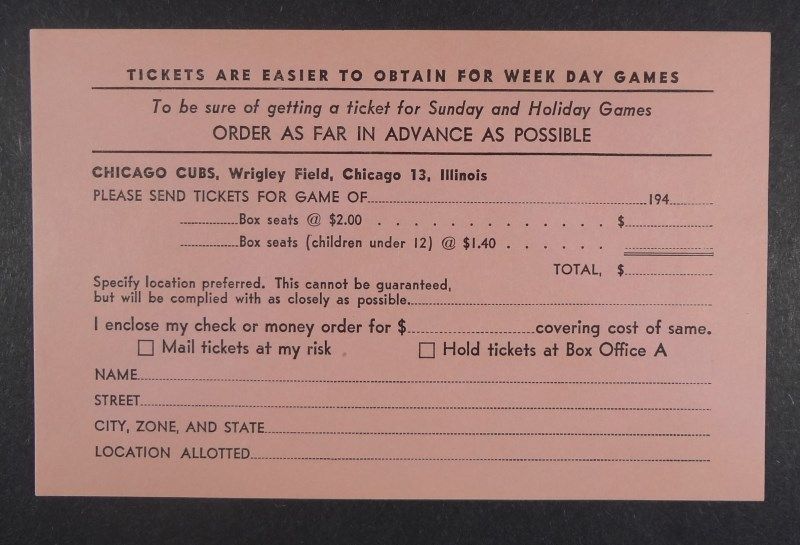 TICKETS ARE EASIER TO OBTAIN FOR WEEK DAY GAMES
To be sure of getting a ticket for Sunday and Holiday Games
ORDER AS FAR IN ADVANCE AS POSSIBLE
CHICAGO CUBS, Wrigley Field, Chicago 13, Illinois
PLEASE SEND TICKETS FOR GAME OF 194
Box seats @ $2.00 . . . . . . . . . . . . . $
Box seats (children under 12) @ $1.40 . . . . . .
TOTAL, $
Specify location preferred. This cannot be guaranteed,
but will be complied with as closely as possible.
I enclose my check or money order for $ covering cost of same.
☐ Mail tickets at my risk ☐ Hold tickets at Box Office A
NAME
STREET
CITY, ZONE, AND STATE
LOCATION ALLOTTED